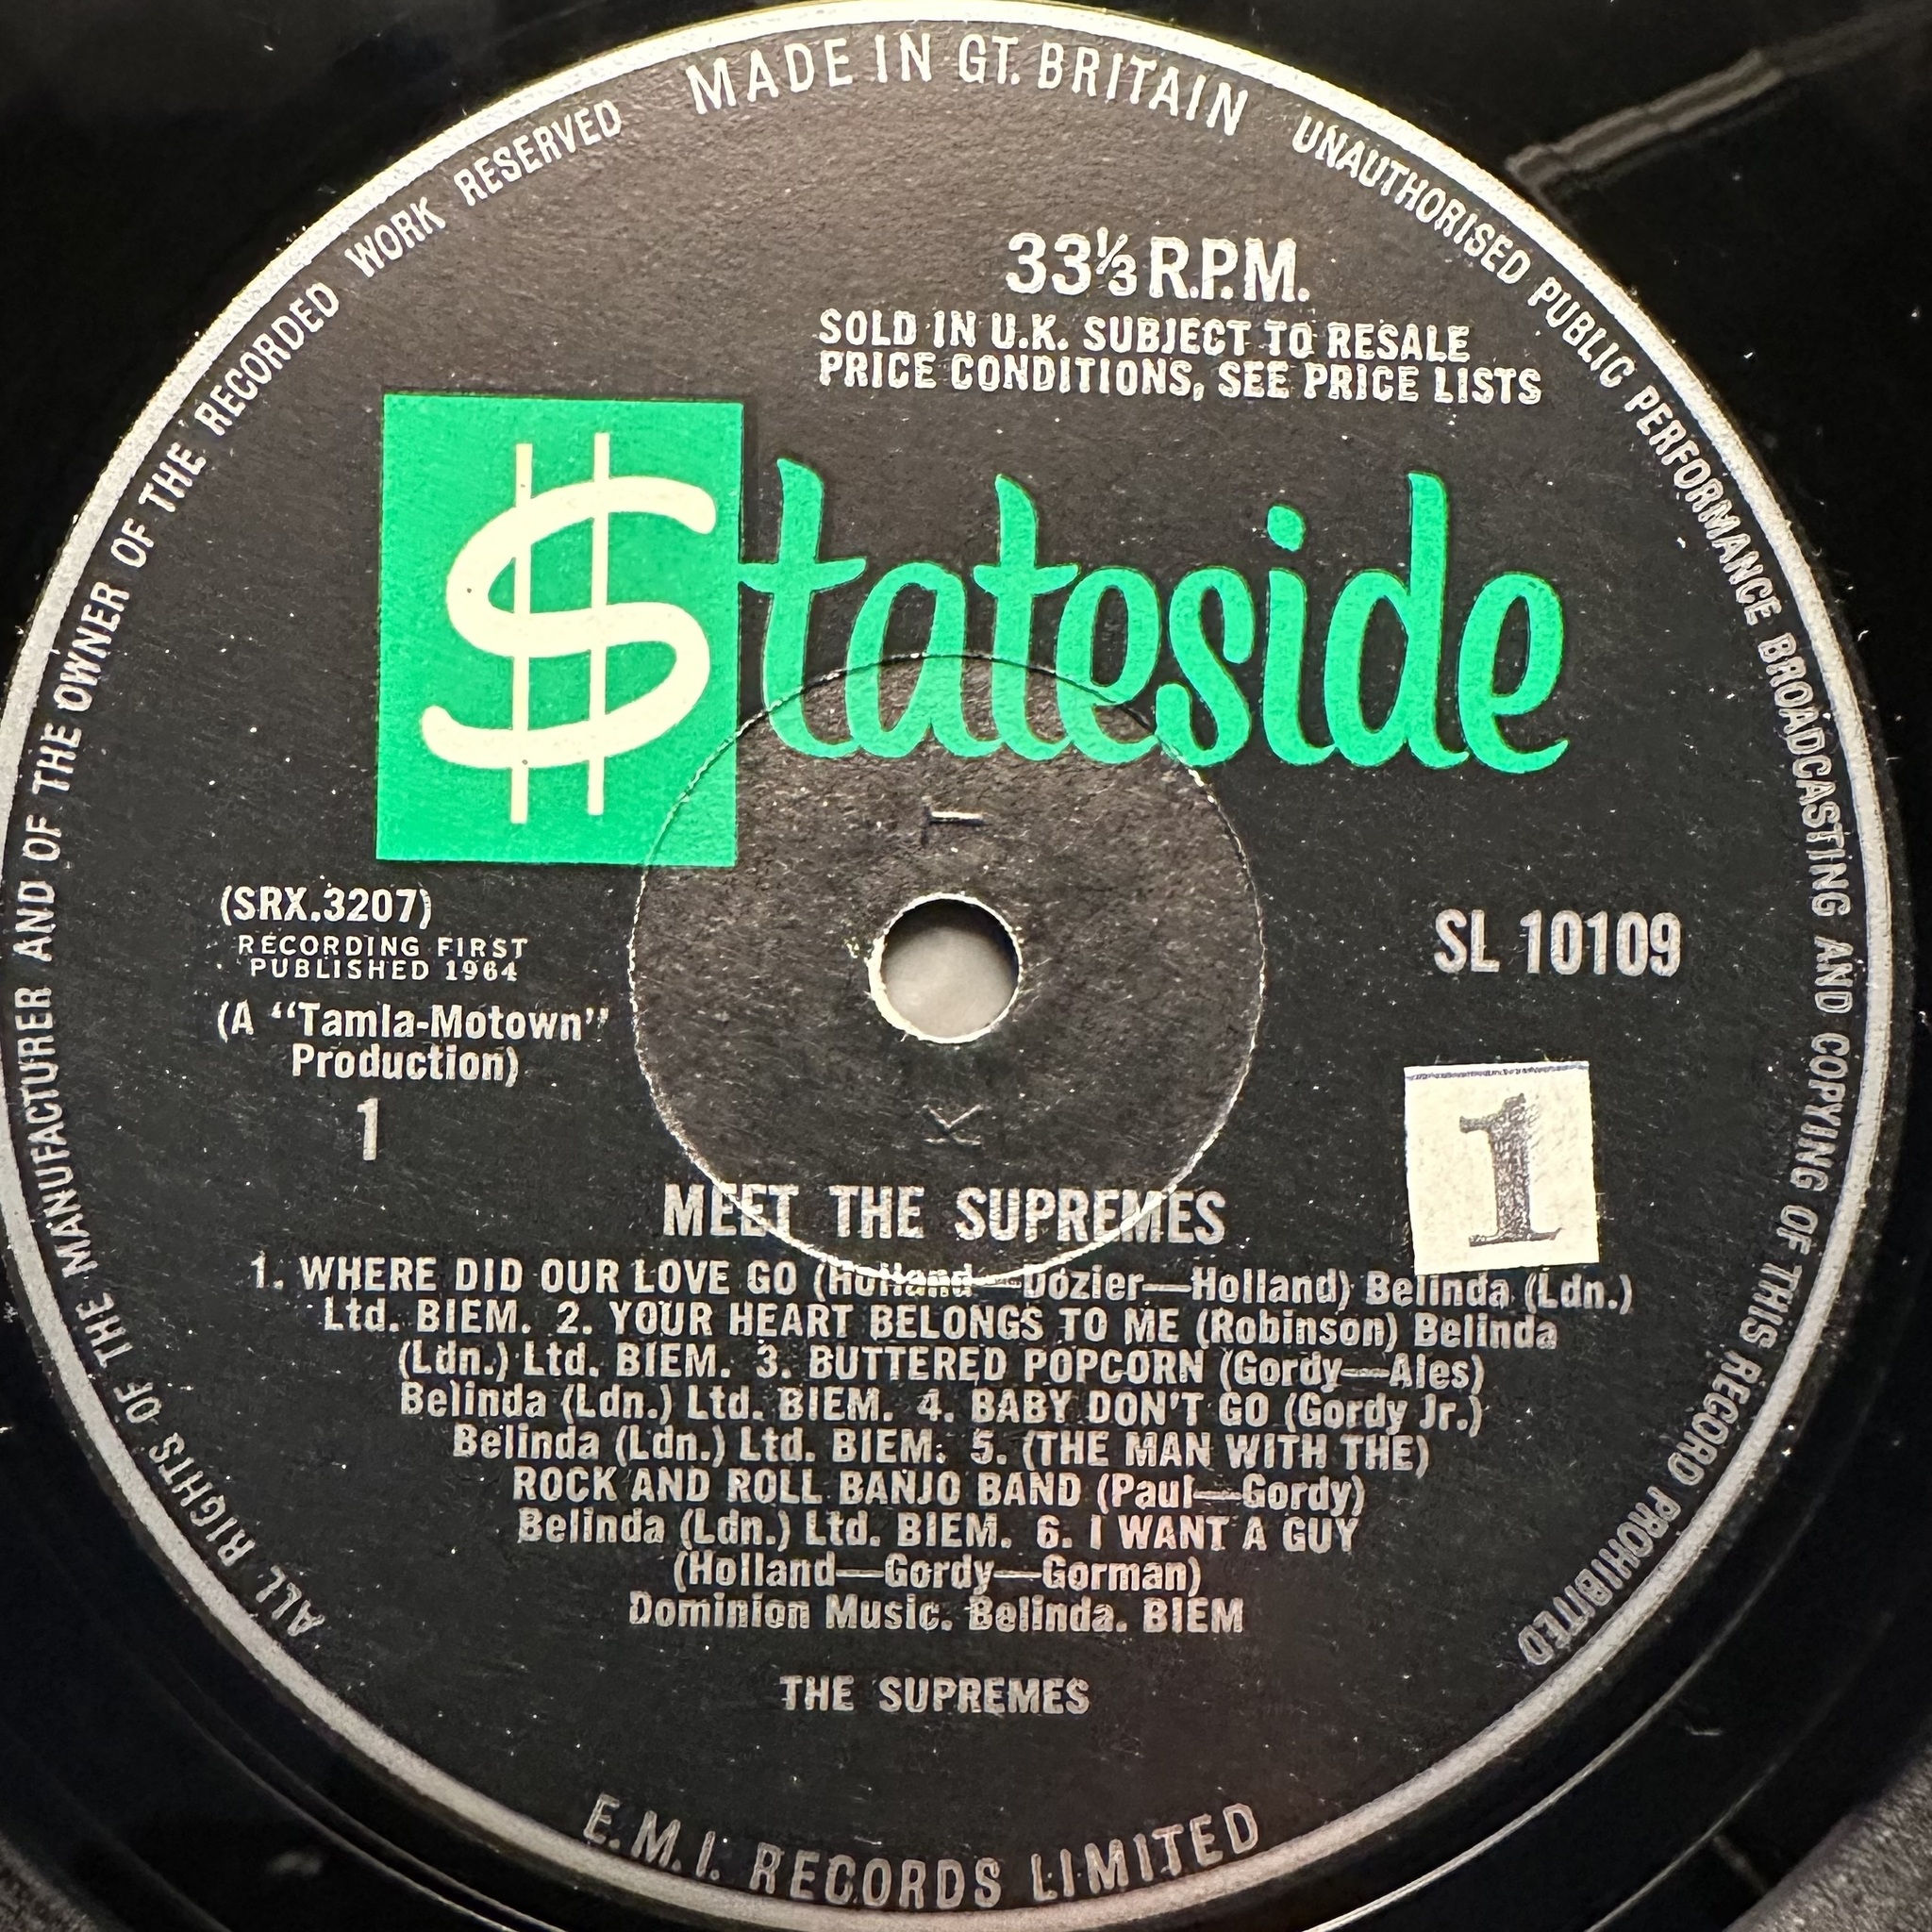 MADE IN GT. BRITAIN
UNAUTHORISED PUBLIC PERFORMANCE BROADCASTING AND COPYING OF THIS RECORD PROHIBITED
ALL RIGHTS OF THE MANUFACTURER AND OF THE OWNER OF THE RECORDED WORK RESERVED
33⅓ R.P.M.
SOLD IN U.K. SUBJECT TO RESALE
PRICE CONDITIONS, SEE PRICE LISTS
$tateside
T
(SRX.3207)
RECORDING FIRST
PUBLISHED 1964
SL 10109
(A “Tamla-Motown”
Production)
1
1
K
MEET THE SUPREMES
1. WHERE DID OUR LOVE GO (Holland—Dozier—Holland) Belinda (Ldn.)
Ltd. BIEM. 2. YOUR HEART BELONGS TO ME (Robinson) Belinda
(Ldn.) Ltd. BIEM. 3. BUTTERED POPCORN (Gordy—Ales)
Belinda (Ldn.) Ltd. BIEM. 4. BABY DON'T GO (Gordy Jr.)
Belinda (Ldn.) Ltd. BIEM. 5. (THE MAN WITH THE)
ROCK AND ROLL BANJO BAND (Paul—Gordy)
Belinda (Ldn.) Ltd. BIEM. 6. I WANT A GUY
(Holland—Gordy—Gorman)
Dominion Music. Belinda. BIEM
THE SUPREMES
E.M.I. RECORDS LIMITED